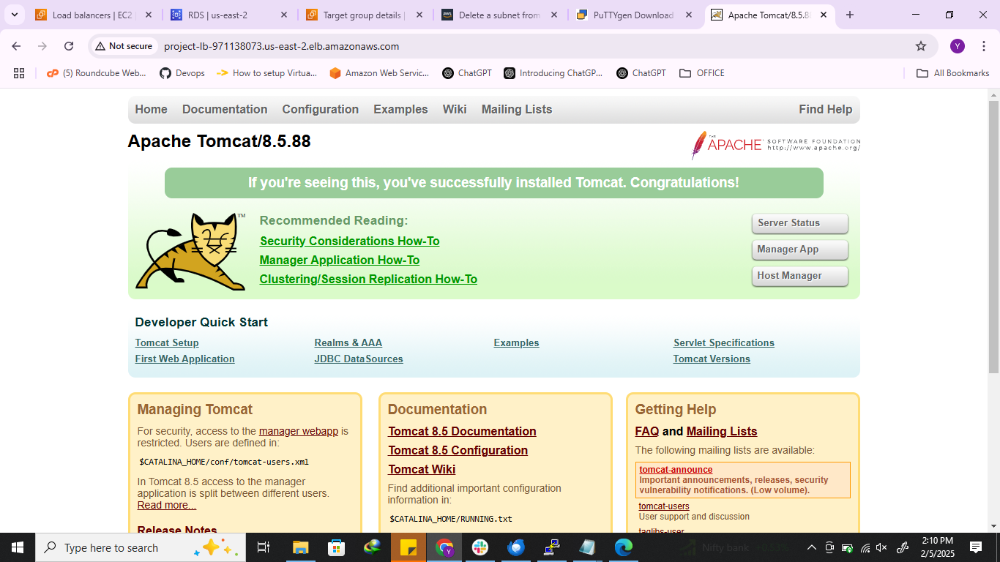 Load balancers | EC2
RDS | us-east-2
Target group details |
Delete a subnet from
PuTTYgen Download
Apache Tomcat/8.5.88
Not secure
project-lb-971138073.us-east-2.elb.amazonaws.com
Y
(5) Roundcube Web...
Devops
How to setup Virtua...
Amazon Web Servic...
ChatGPT
Introducing ChatGP...
ChatGPT
OFFICE
All Bookmarks
Home
Documentation
Configuration
Examples
Wiki
Mailing Lists
Find Help
Apache Tomcat/8.5.88
THE
APACHE
SOFTWARE FOUNDATION
http://www.apache.org/
If you're seeing this, you've successfully installed Tomcat. Congratulations!
TM
Recommended Reading:
Security Considerations How-To
Manager Application How-To
Clustering/Session Replication How-To
Server Status
Manager App
Host Manager
Developer Quick Start
Tomcat Setup
Realms & AAA
Examples
Servlet Specifications
First Web Application
JDBC DataSources
Tomcat Versions
Managing Tomcat
For security, access to the manager webapp is
restricted. Users are defined in:
$CATALINA_HOME/conf/tomcat-users.xml
In Tomcat 8.5 access to the manager
application is split between different users.
Read more...
Release Notes
Documentation
Tomcat 8.5 Documentation
Tomcat 8.5 Configuration
Tomcat Wiki
Find additional important configuration
information in:
$CATALINA_HOME/RUNNING.txt
Getting Help
FAQ and Mailing Lists
The following mailing lists are available:
tomcat-announce
Important announcements, releases, security
vulnerability notifications. (Low volume).
tomcat-users
User support and discussion
taglibs-user
Type here to search
Nifty bank +0.53%
2:10 PM
2/5/2025